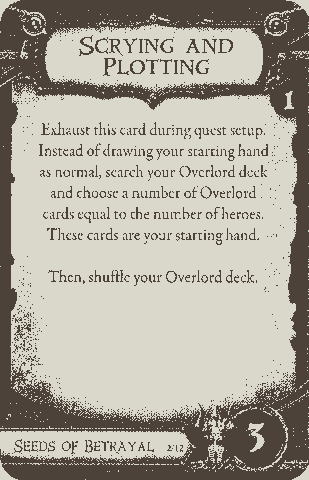 Scrying and
Plotting
1
Exhaust this card during quest setup.
Instead of drawing your starting hand
as normal, search your Overlord deck
and choose a number of Overlord
cards equal to the number of heroes.
These cards are your starting hand.
Then, shuffle your Overlord deck.
Seeds of Betrayal 2/12
3